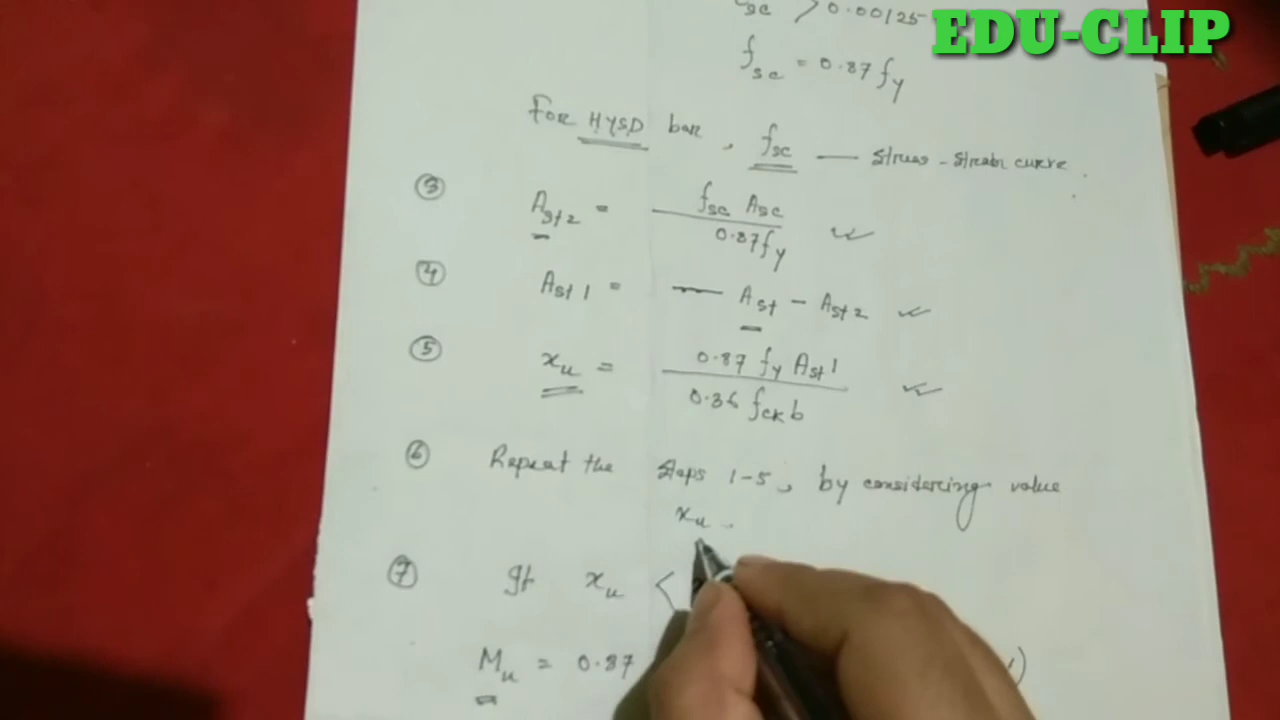 sc > 0.00125
EDU-CLIP
fsc = 0.87 fy
For HYSD bar, fsc — stress-strain curve.
③ Ast2 = fsc Asc
0.87fy
④ Ast1 = — Ast - Ast2
⑤ xu = 0.87 fy Ast1
0.36 fck b
⑥ Repeat the steps 1-5, by considering value
xu.
⑦ If xu <
Mu = 0.87 )